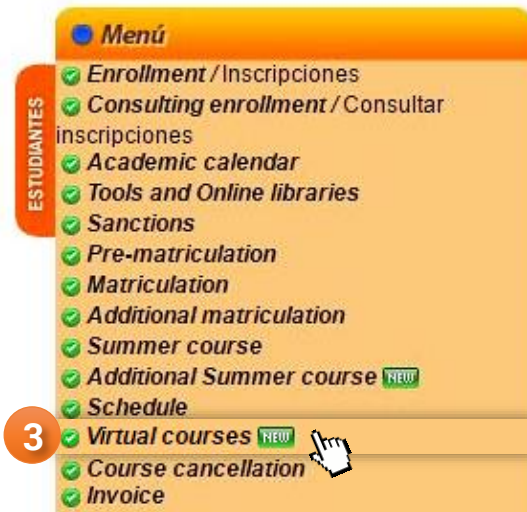 Menú
ESTUDIANTES
Enrollment / Inscripciones
Consulting enrollment / Consultar
inscripciones
Academic calendar
Tools and Online libraries
Sanctions
Pre-matriculation
Matriculation
Additional matriculation
Summer course
Additional Summer course NEW
Schedule
3 Virtual courses NEW
Course cancellation
Invoice